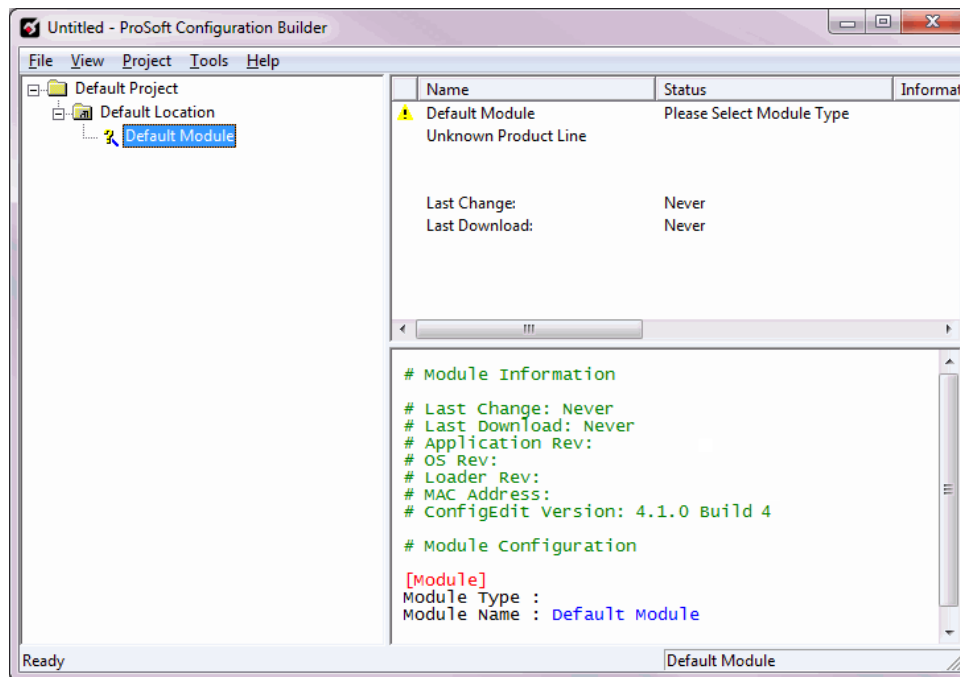 Untitled - ProSoft Configuration Builder
File View Project Tools Help
Default Project
Default Location
Default Module
Name Status Informat
Default Module Please Select Module Type
Unknown Product Line
Last Change: Never
Last Download: Never
# Module Information
# Last Change: Never
# Last Download: Never
# Application Rev:
# OS Rev:
# Loader Rev:
# MAC Address:
# ConfigEdit Version: 4.1.0 Build 4
# Module Configuration
[Module]
Module Type :
Module Name : Default Module
Ready Default Module